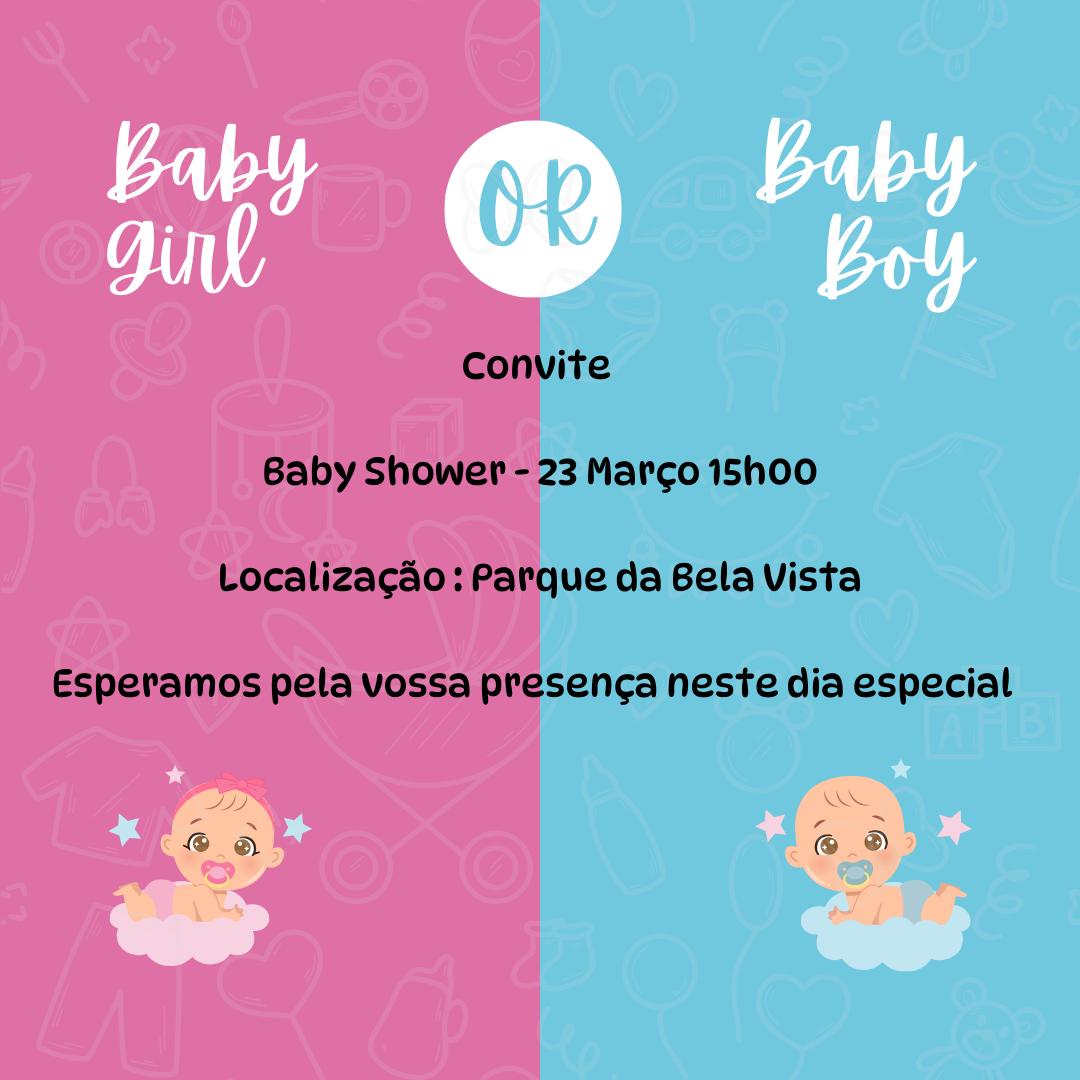 Baby
girl
OR
Baby
Boy
Convite
Baby Shower - 23 Março 15h00
Localização : Parque da Bela Vista
Esperamos pela vossa presença neste dia especial
A B